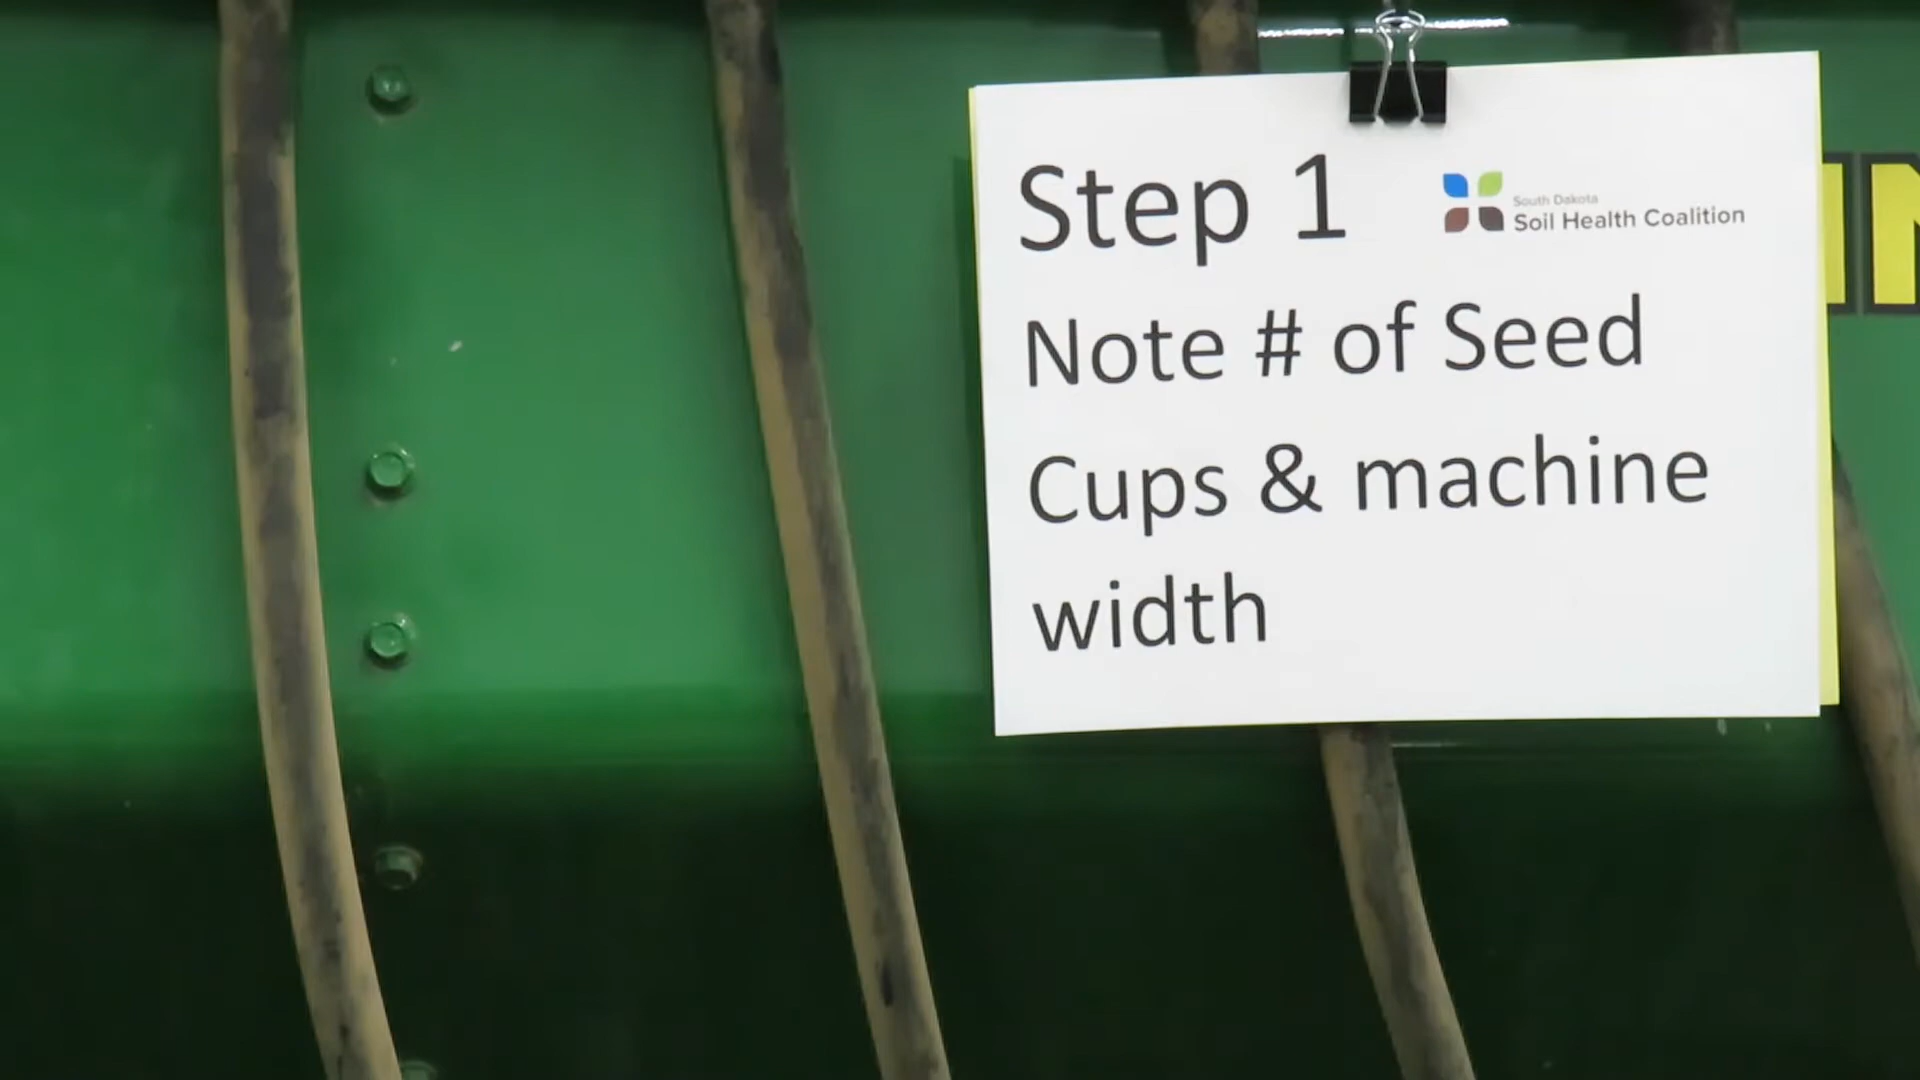 Step 1
South Dakota
Soil Health Coalition
Note # of Seed
Cups & machine
width